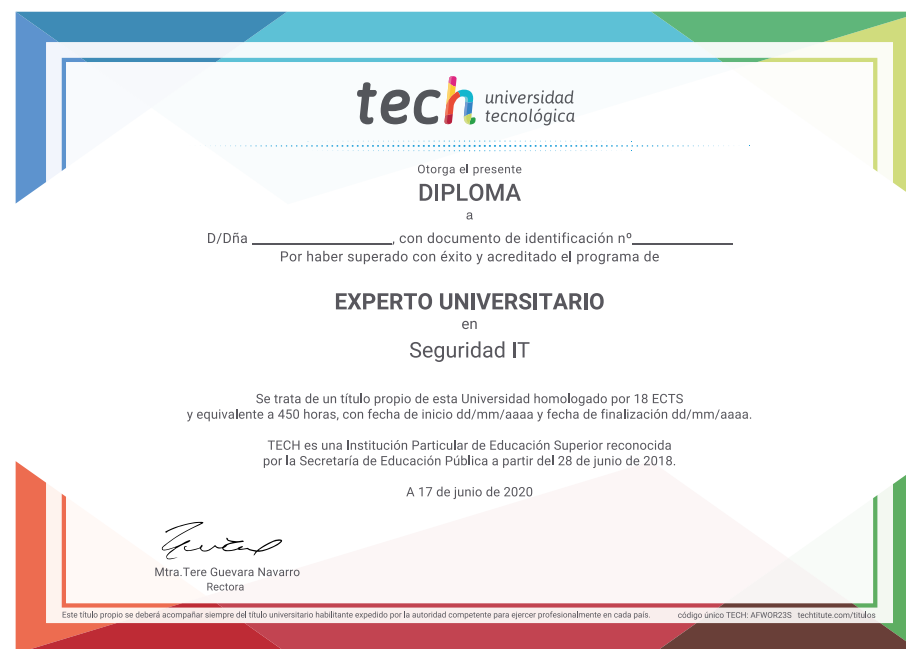 tech universidad
tecnológica
Otorga el presente
DIPLOMA
a
D/Dña ____________________, con documento de identificación nº______________
Por haber superado con éxito y acreditado el programa de
EXPERTO UNIVERSITARIO
en
Seguridad IT
Se trata de un título propio de esta Universidad homologado por 18 ECTS
y equivalente a 450 horas, con fecha de inicio dd/mm/aaaa y fecha de finalización dd/mm/aaaa.
TECH es una Institución Particular de Educación Superior reconocida
por la Secretaría de Educación Pública a partir del 28 de junio de 2018.
A 17 de junio de 2020
Mtra.Tere Guevara Navarro
Rectora
Este título propio se deberá acompañar siempre del título universitario habilitante expedido por la autoridad competente para ejercer profesionalmente en cada país. código único TECH: AFWOR23S techtitute.com/títulos